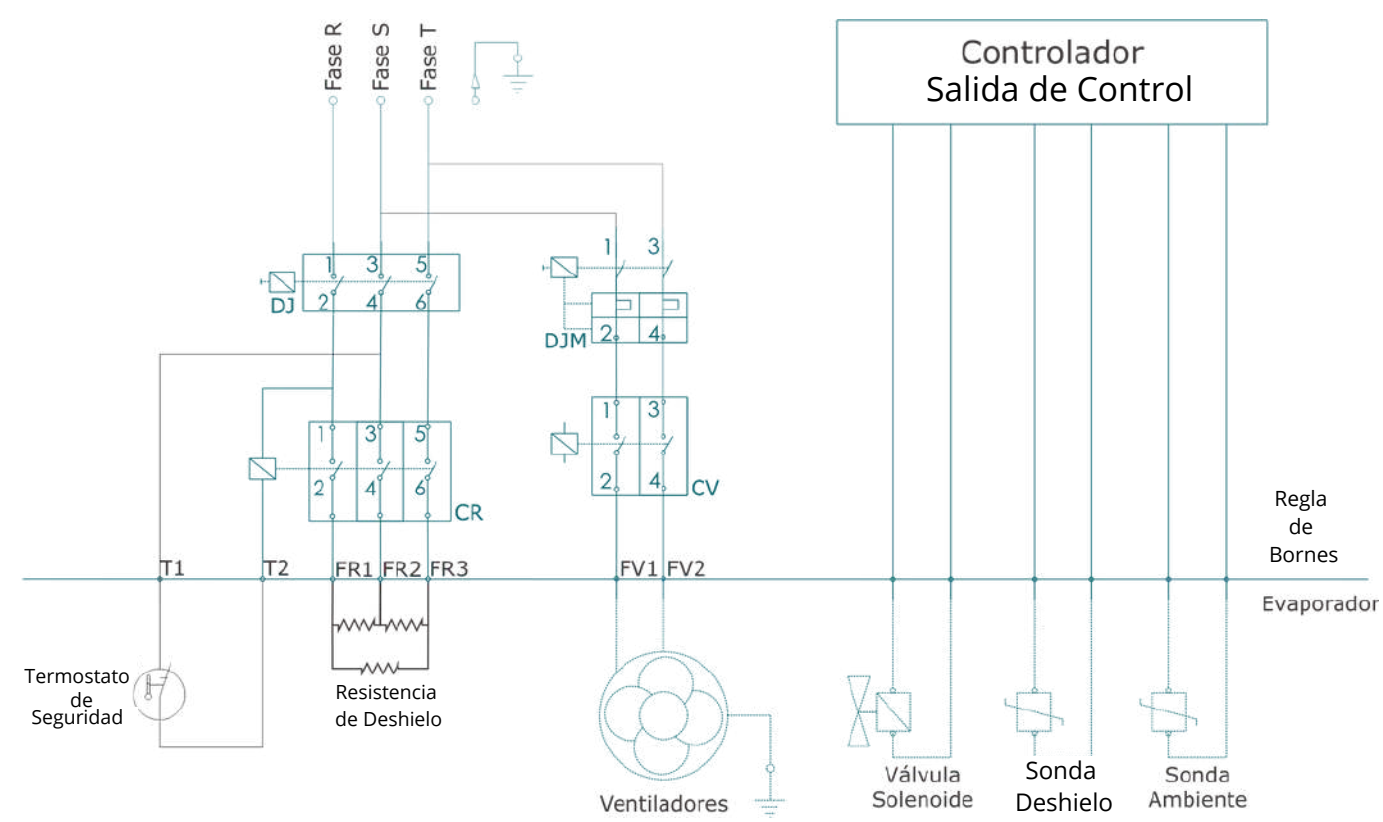 Fase R
Fase S
Fase T
Controlador
Salida de Control
1 3 5
DJ
2 4 6
1 3
DJM
2 4
1 3 5
2 4 6
CR
1 3
2 4
CV
T1 T2 FR1 FR2 FR3 FV1 FV2
Regla
de
Bornes
Evaporador
Termostato
de
Seguridad
Resistencia
de Deshielo
Ventiladores
Válvula
Solenoide
Sonda
Deshielo
Sonda
Ambiente